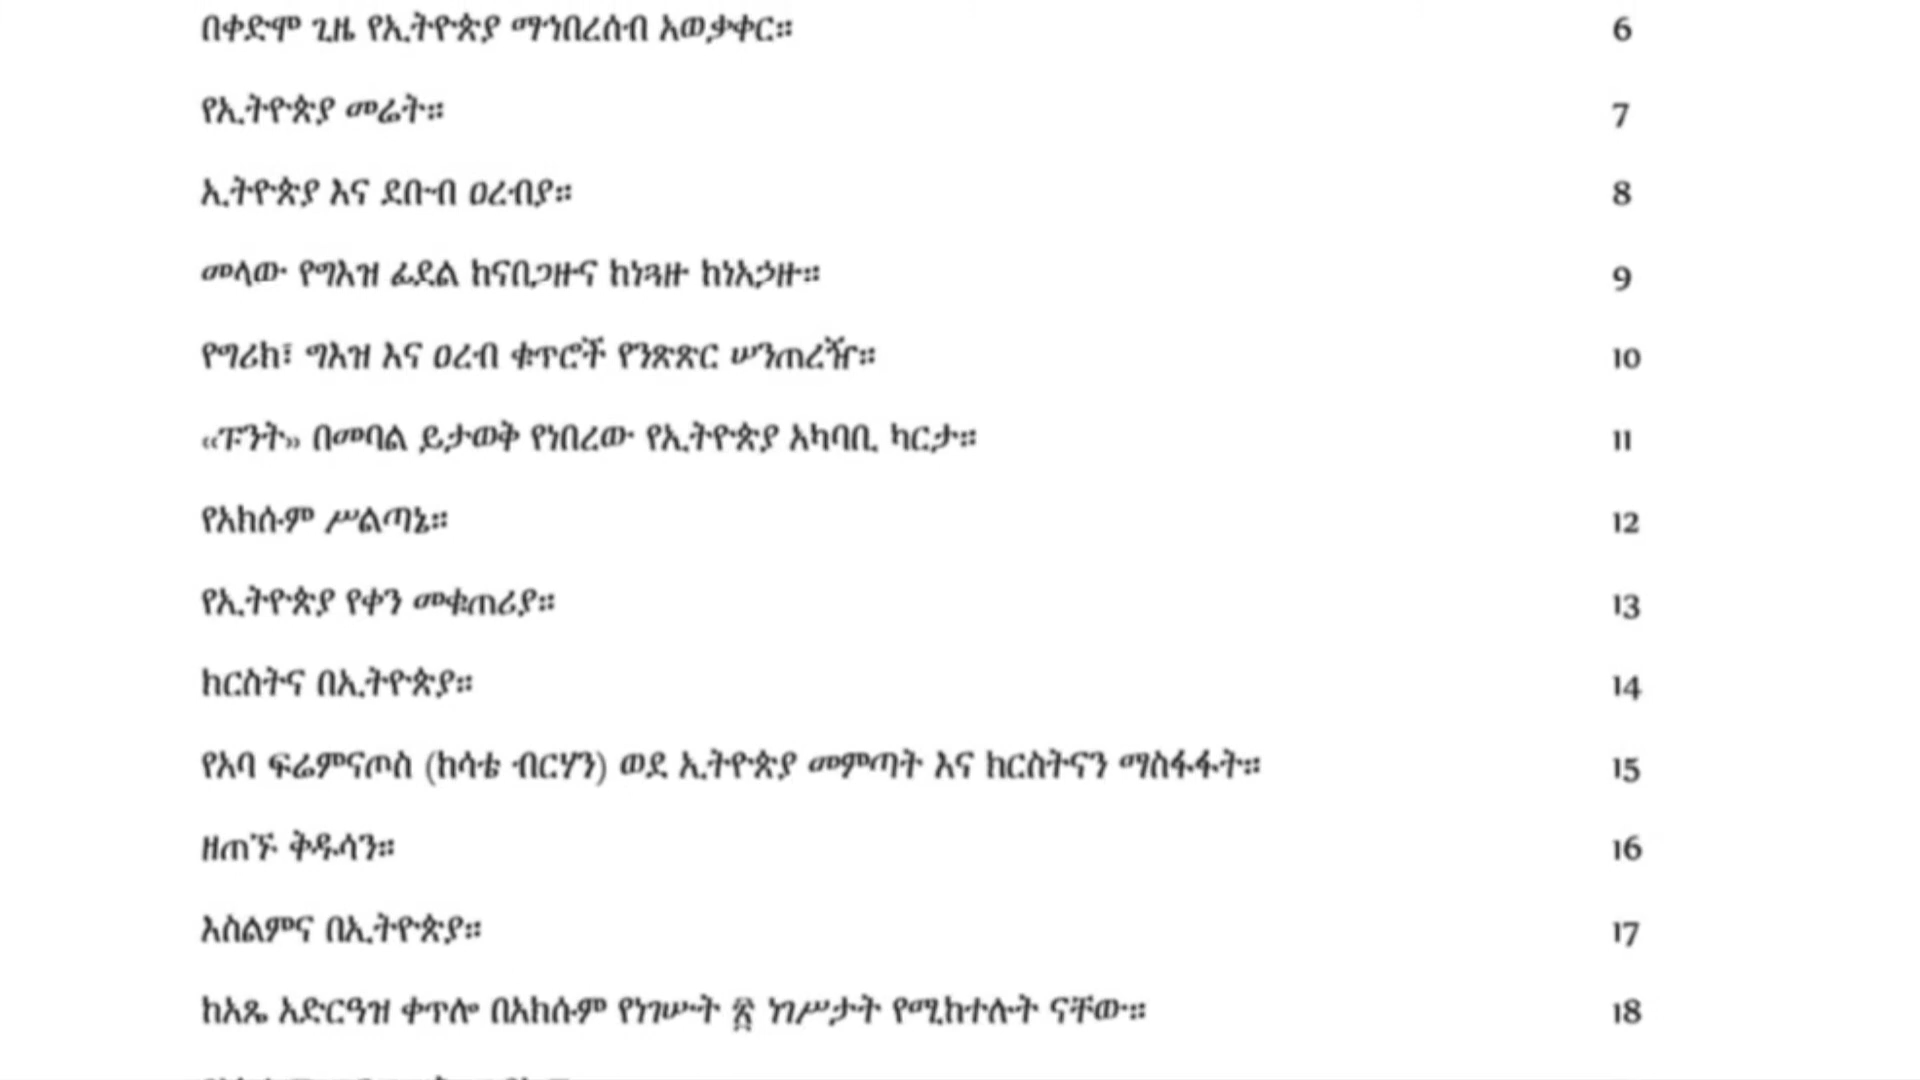 በቀድሞ ጊዜ የኢትዮጵያ ማኅበረሰብ አወቃቀር። 6
የኢትዮጵያ መሬት። 7
ኢትዮጵያ እና ደቡብ ዐረብያ። 8
መላው የግእዝ ፊደል ከናቢጋዙና ከነጓዙ ከነአኃዙ። 9
የግሪክ፣ ግእዝ እና ዐረብ ቁጥሮች የንጽጽር ሠንጠረዥ። 10
‹‹ፑንት›› በመባል ይታወቅ የነበረው የኢትዮጵያ አካባቢ ካርታ። 11
የአክሱም ሥልጣኔ። 12
የኢትዮጵያ የቀን መቁጠሪያ። 13
ክርስትና በኢትዮጵያ። 14
የአባ ፍሬምናጦስ (ከሳቴ ብርሃን) ወደ ኢትዮጵያ መምጣት እና ክርስትናን ማስፋፋት። 15
ዘጠኙ ቅዱሳን። 16
እስልምና በኢትዮጵያ። 17
ከአጼ አድርዓዝ ቀጥሎ በአክሱም የነገሡት ፳ ነገሥታት የሚከተሉት ናቸው። 18